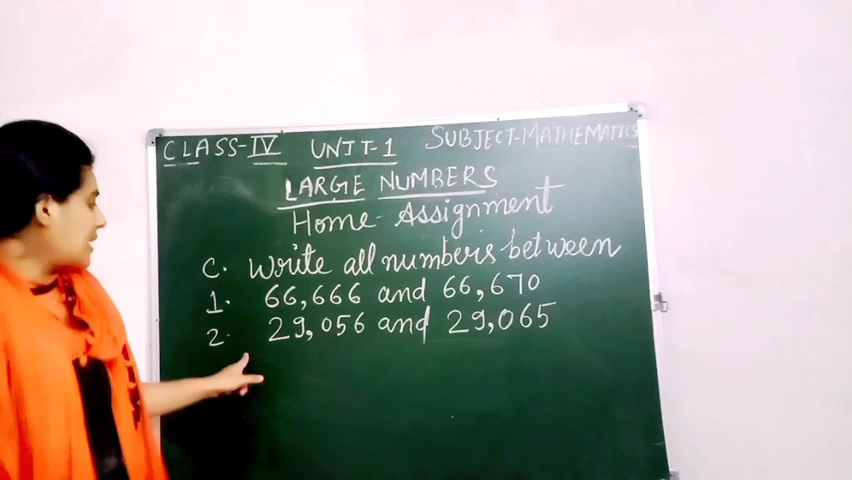 CLASS-IV UNIT-1 SUBJECT-MATHEMATICS
LARGE NUMBERS
Home-Assignment
C. Write all numbers between
1. 66,666 and 66,670
2. 29,056 and 29,065